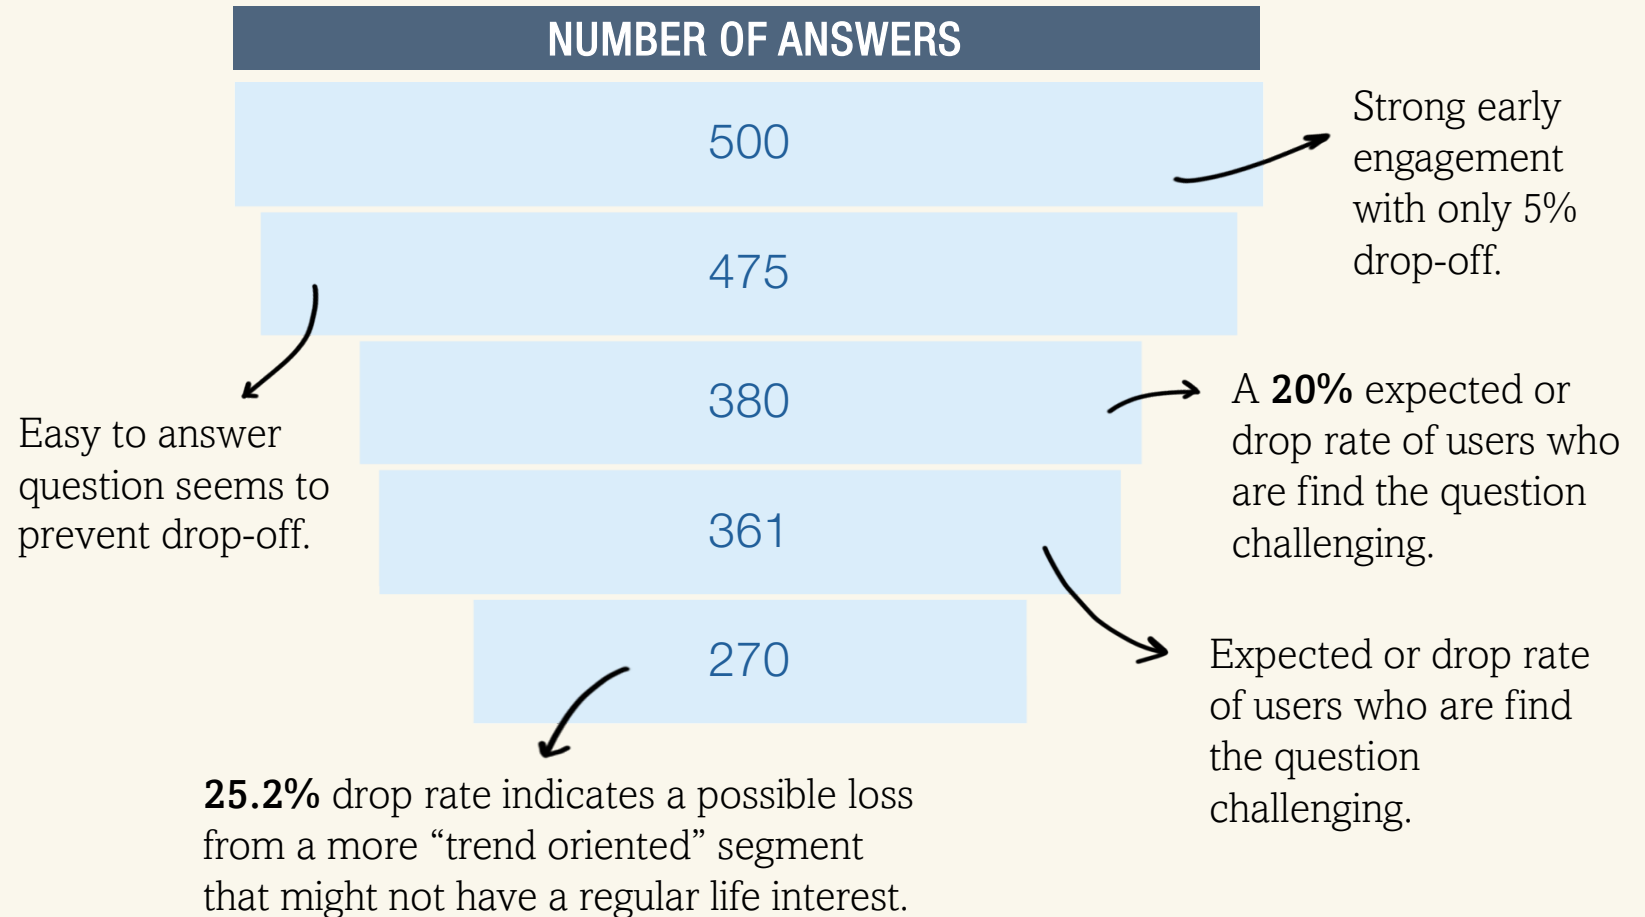 NUMBER OF ANSWERS
500
Strong early
engagement
with only 5%
drop-off.
475
Easy to answer
question seems to
prevent drop-off.
380
A 20% expected or
drop rate of users who
are find the question
challenging.
361
Expected or drop rate
of users who are find
the question
challenging.
270
25.2% drop rate indicates a possible loss
from a more “trend oriented” segment
that might not have a regular life interest.